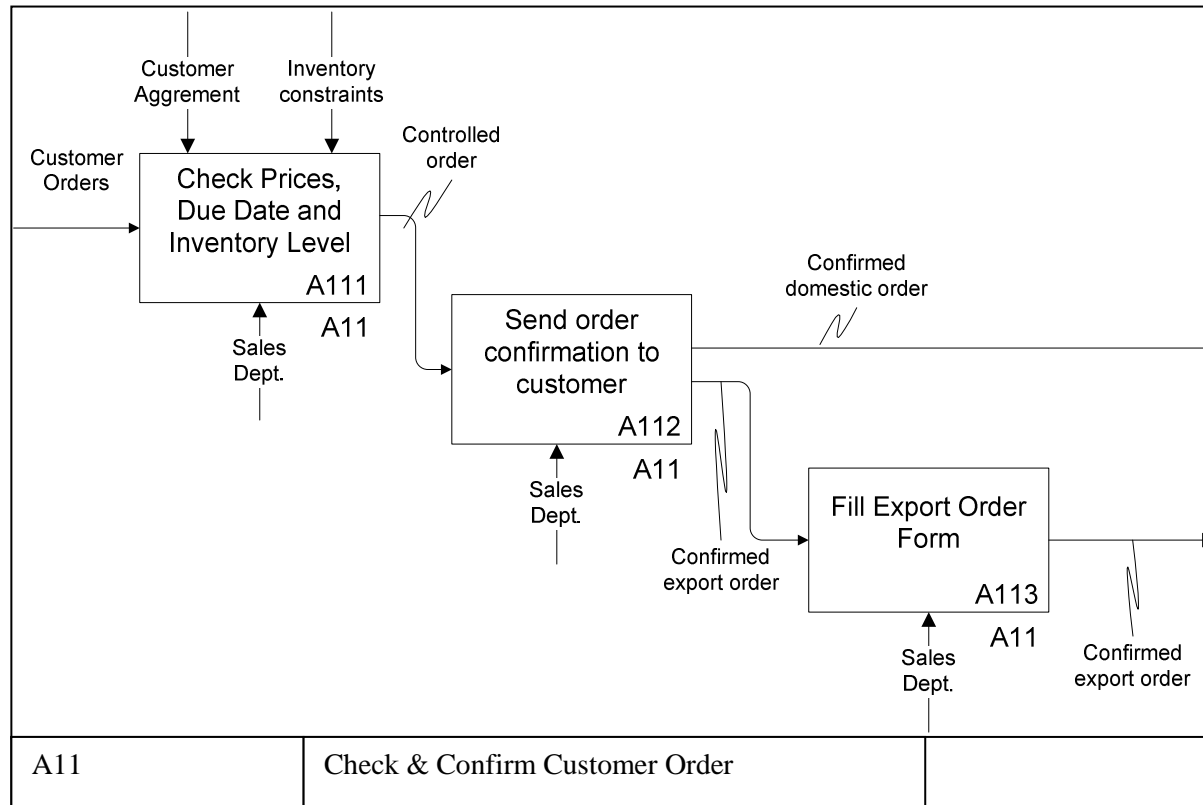 Customer
Aggrement
Inventory
constraints
Customer
Orders
Controlled
order
Check Prices,
Due Date and
Inventory Level
A111
A11
Sales
Dept.
Confirmed
domestic order
Send order
confirmation to
customer
A112
A11
Sales
Dept.
Confirmed
export order
Fill Export Order
Form
A113
A11
Sales
Dept.
Confirmed
export order
A11
Check & Confirm Customer Order